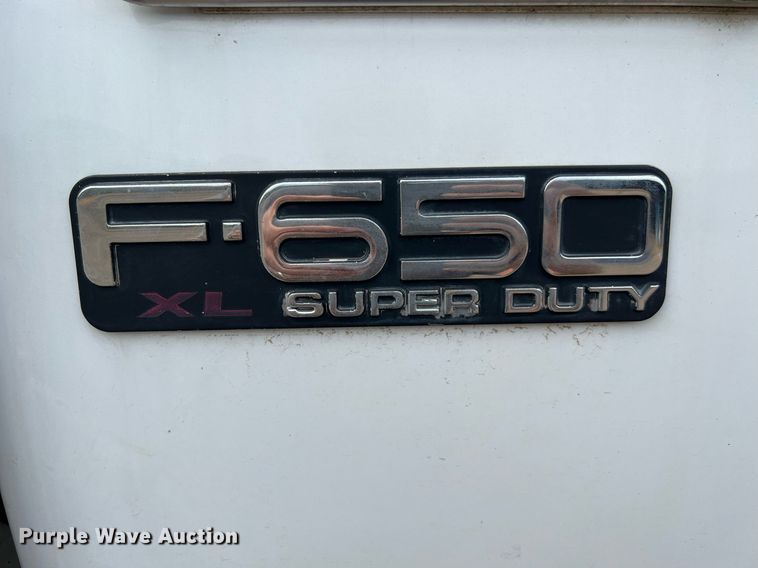 F-650
XL SUPER DUTY
Purple Wave Auction